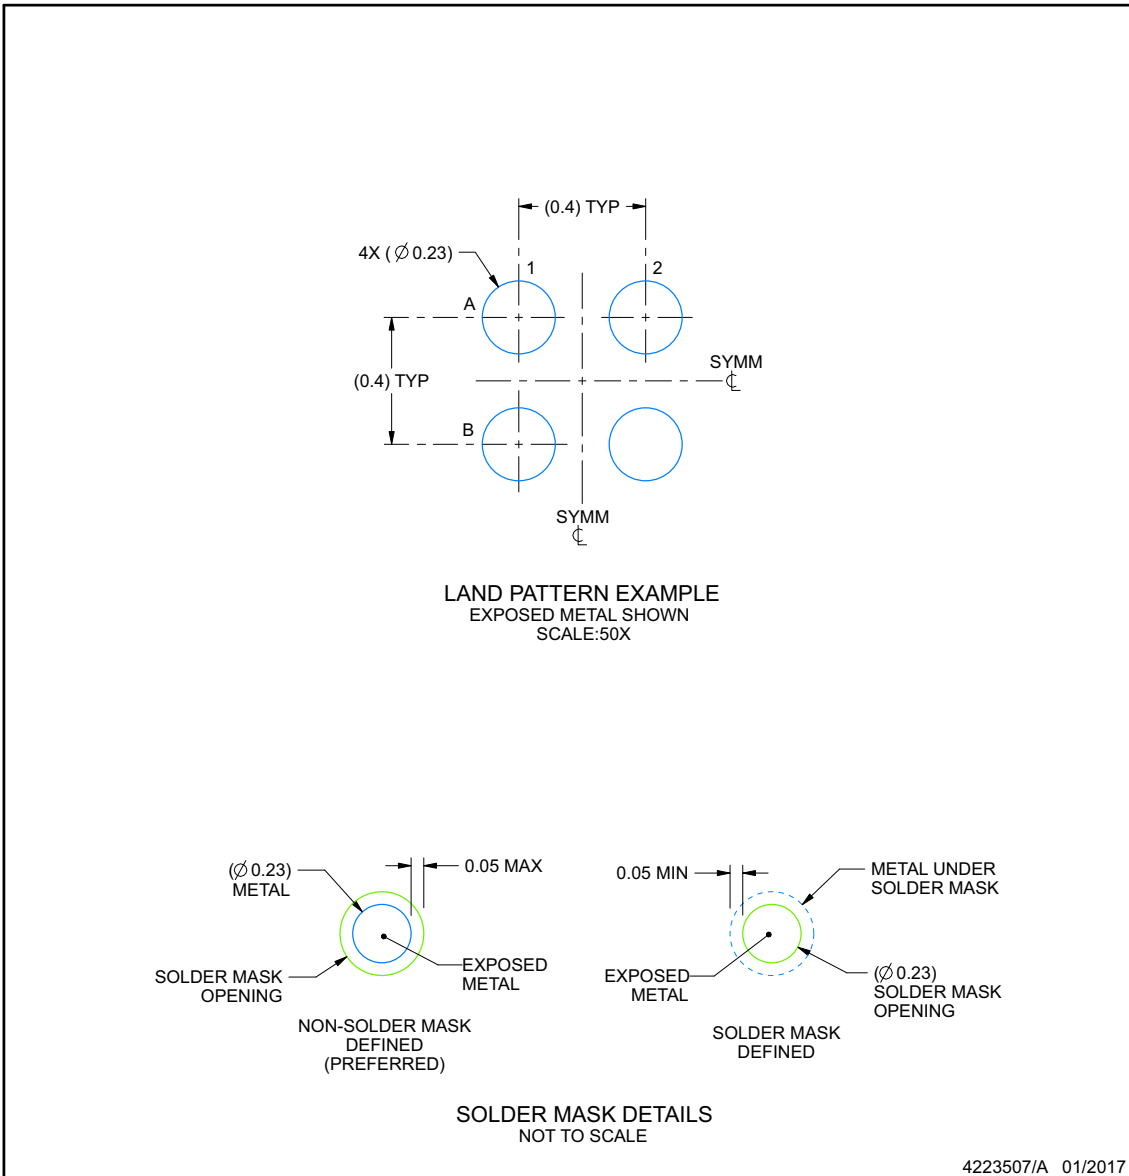 (0.4) TYP
4X ( ∅ 0.23)
1
2
A
SYMM
(0.4) TYP
℄
B
SYMM
℄
LAND PATTERN EXAMPLE
EXPOSED METAL SHOWN
SCALE:50X
(∅ 0.23)
METAL
0.05 MAX
SOLDER MASK
OPENING
EXPOSED
METAL
NON-SOLDER MASK
DEFINED
(PREFERRED)
0.05 MIN
METAL UNDER
SOLDER MASK
EXPOSED
METAL
(∅ 0.23)
SOLDER MASK
OPENING
SOLDER MASK
DEFINED
SOLDER MASK DETAILS
NOT TO SCALE
4223507/A 01/2017